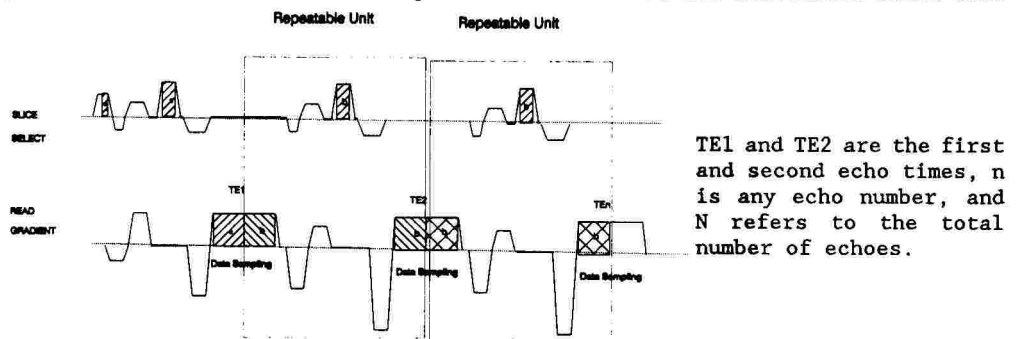 Repeatable Unit
Repeatable Unit
SLICE
SELECT
TE1
TE2
TEn
READ
GRADIENT
a
b
b
b
b
Data Sampling
Data Sampling
Data Sampling
TE1 and TE2 are the first
and second echo times, n
is any echo number, and
N refers to the total
number of echoes.